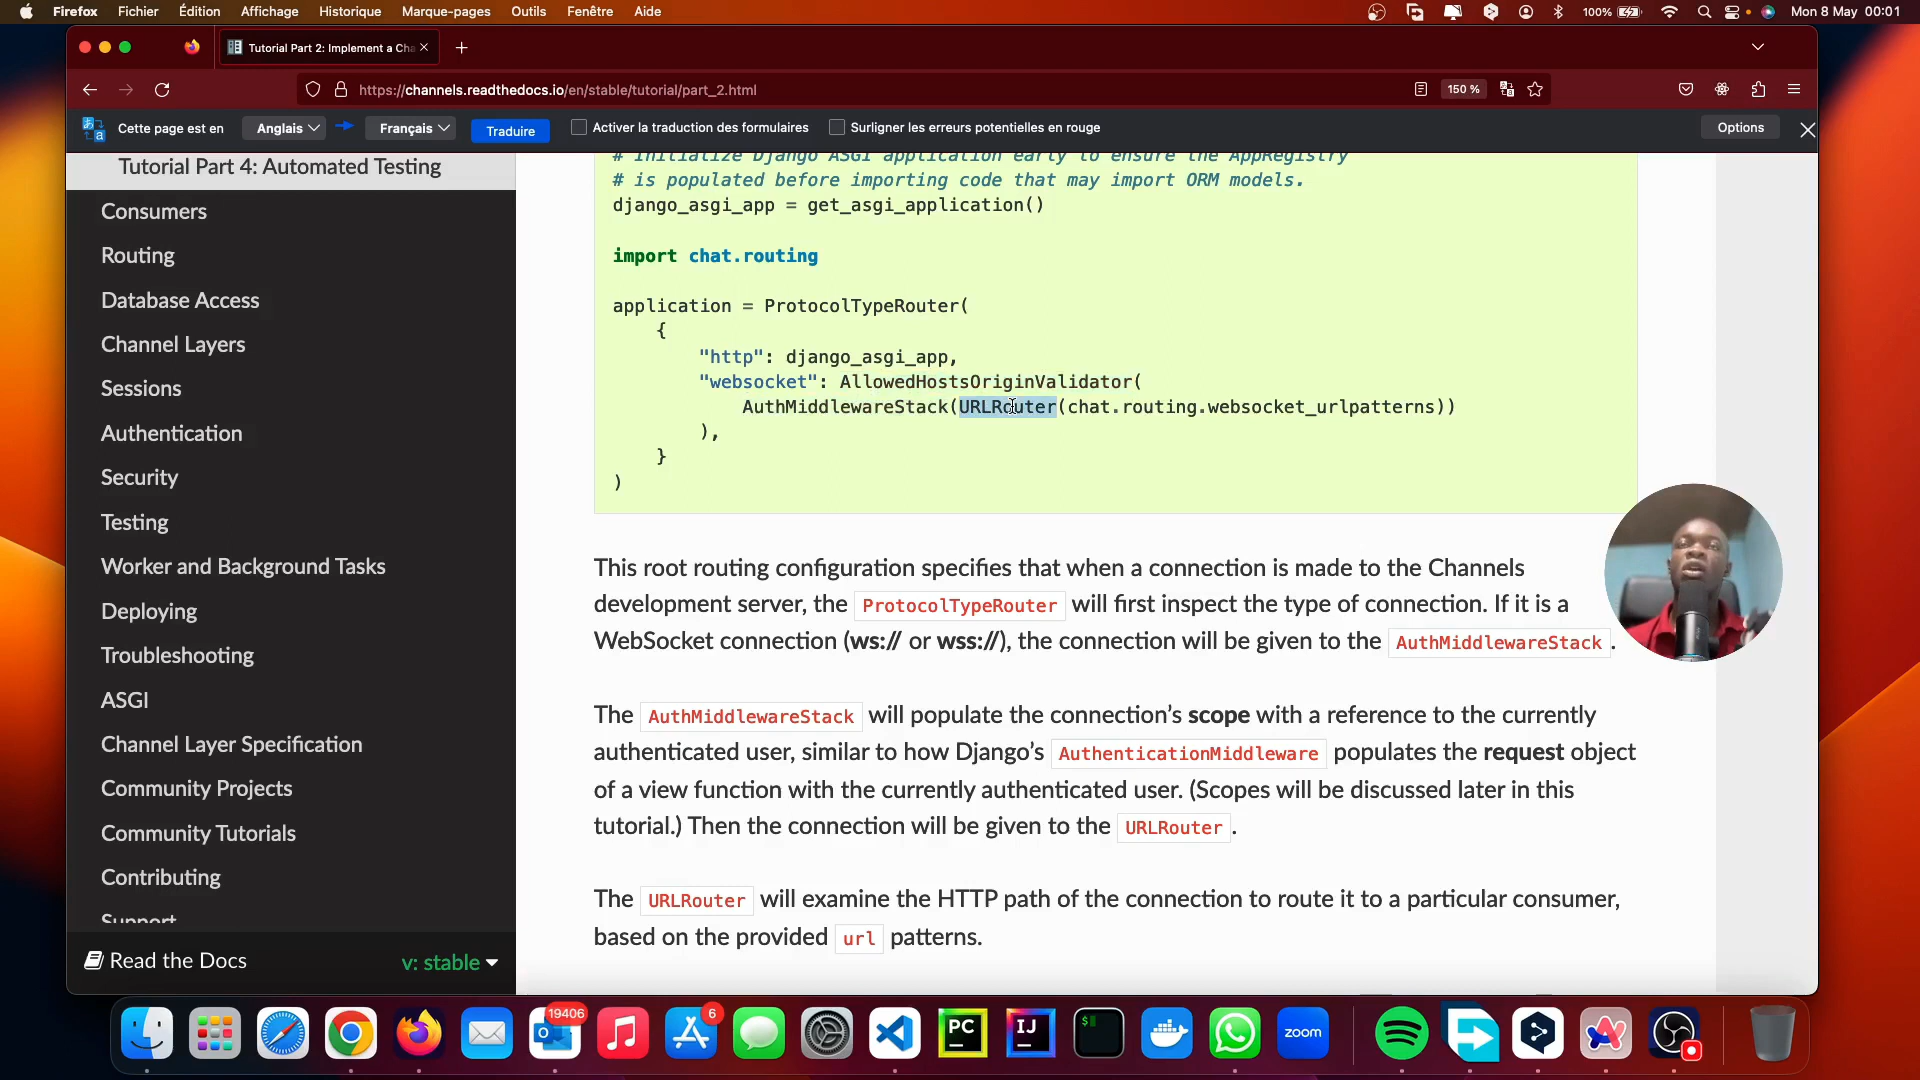 Firefox Fichier Édition Affichage Historique Marque-pages Outils Fenêtre Aide 100% Mon 8 May 00:01
Tutorial Part 2: Implement a Cha
https://channels.readthedocs.io/en/stable/tutorial/part_2.html 150 %
Cette page est en Anglais Français Traduire Activer la traduction des formulaires Surligner les erreurs potentielles en rouge Options
Tutorial Part 4: Automated Testing
Consumers
Routing
Database Access
Channel Layers
Sessions
Authentication
Security
Testing
Worker and Background Tasks
Deploying
Troubleshooting
ASGI
Channel Layer Specification
Community Projects
Community Tutorials
Contributing
Support
Read the Docs v: stable
# Initialize Django ASGI application early to ensure the AppRegistry
# is populated before importing code that may import ORM models.
django_asgi_app = get_asgi_application()
import chat.routing
application = ProtocolTypeRouter(
{
"http": django_asgi_app,
"websocket": AllowedHostsOriginValidator(
AuthMiddlewareStack(URLRouter(chat.routing.websocket_urlpatterns))
),
}
)
This root routing configuration specifies that when a connection is made to the Channels
development server, the ProtocolTypeRouter will first inspect the type of connection. If it is a
WebSocket connection (ws:// or wss://), the connection will be given to the AuthMiddlewareStack .
The AuthMiddlewareStack will populate the connection’s scope with a reference to the currently
authenticated user, similar to how Django’s AuthenticationMiddleware populates the request object
of a view function with the currently authenticated user. (Scopes will be discussed later in this
tutorial.) Then the connection will be given to the URLRouter .
The URLRouter will examine the HTTP path of the connection to route it to a particular consumer,
based on the provided url patterns.
19406
6
PC
IJ
$
zoom